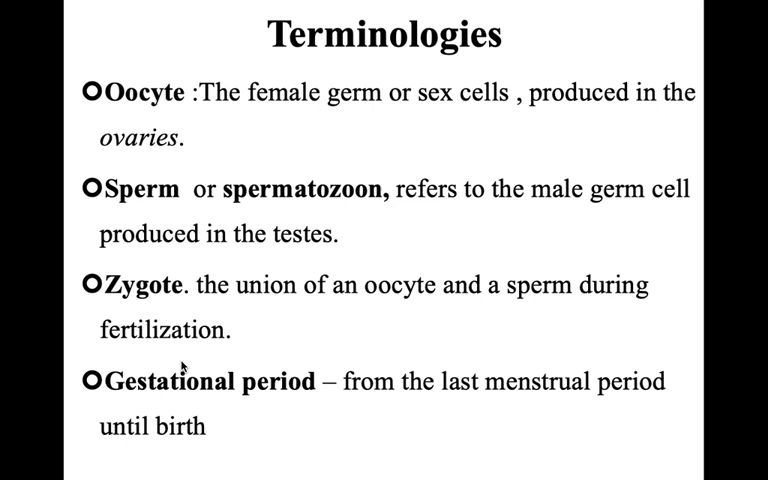 Terminologies
Oocyte :The female germ or sex cells , produced in the
ovaries.
Sperm or spermatozoon, refers to the male germ cell
produced in the testes.
Zygote. the union of an oocyte and a sperm during
fertilization.
Gestational period – from the last menstrual period
until birth